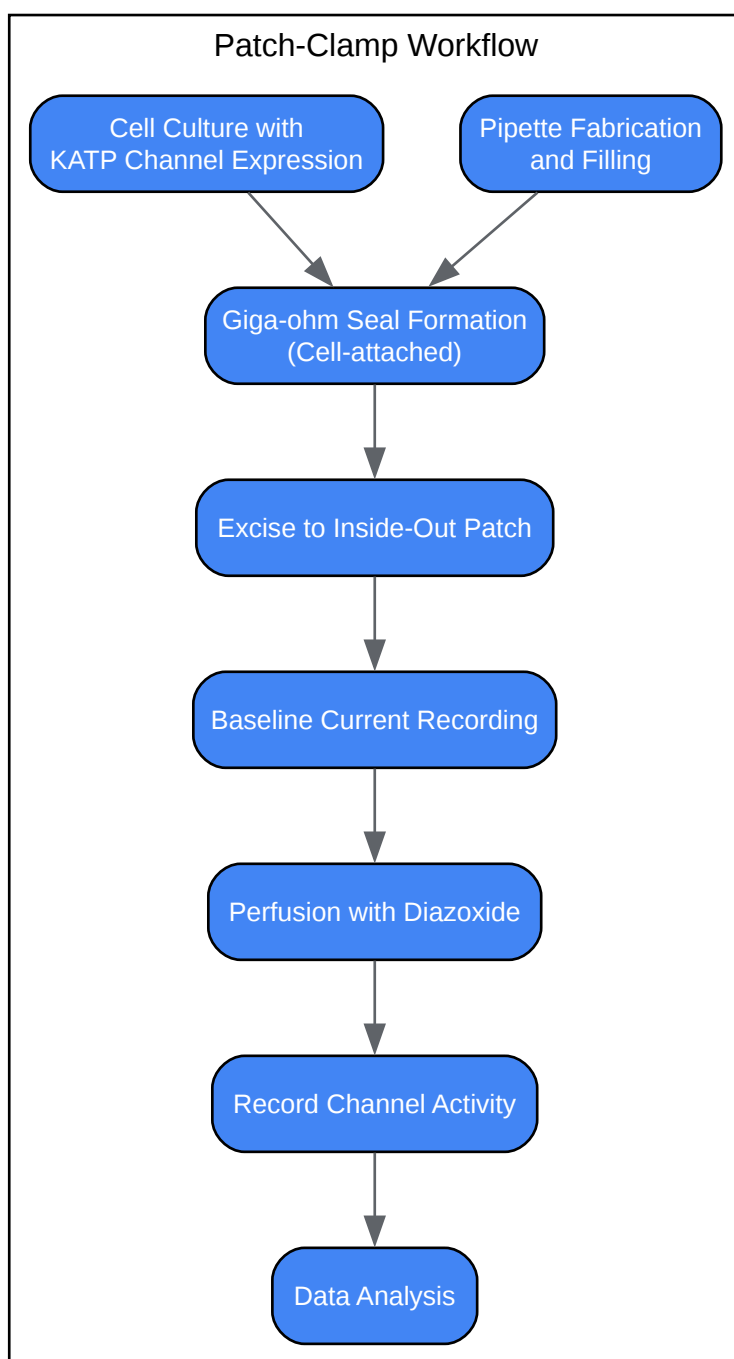 Patch-Clamp Workflow
Cell Culture with
KATP Channel Expression
Pipette Fabrication
and Filling
Giga-ohm Seal Formation
(Cell-attached)
Excise to Inside-Out Patch
Baseline Current Recording
Perfusion with Diazoxide
Record Channel Activity
Data Analysis